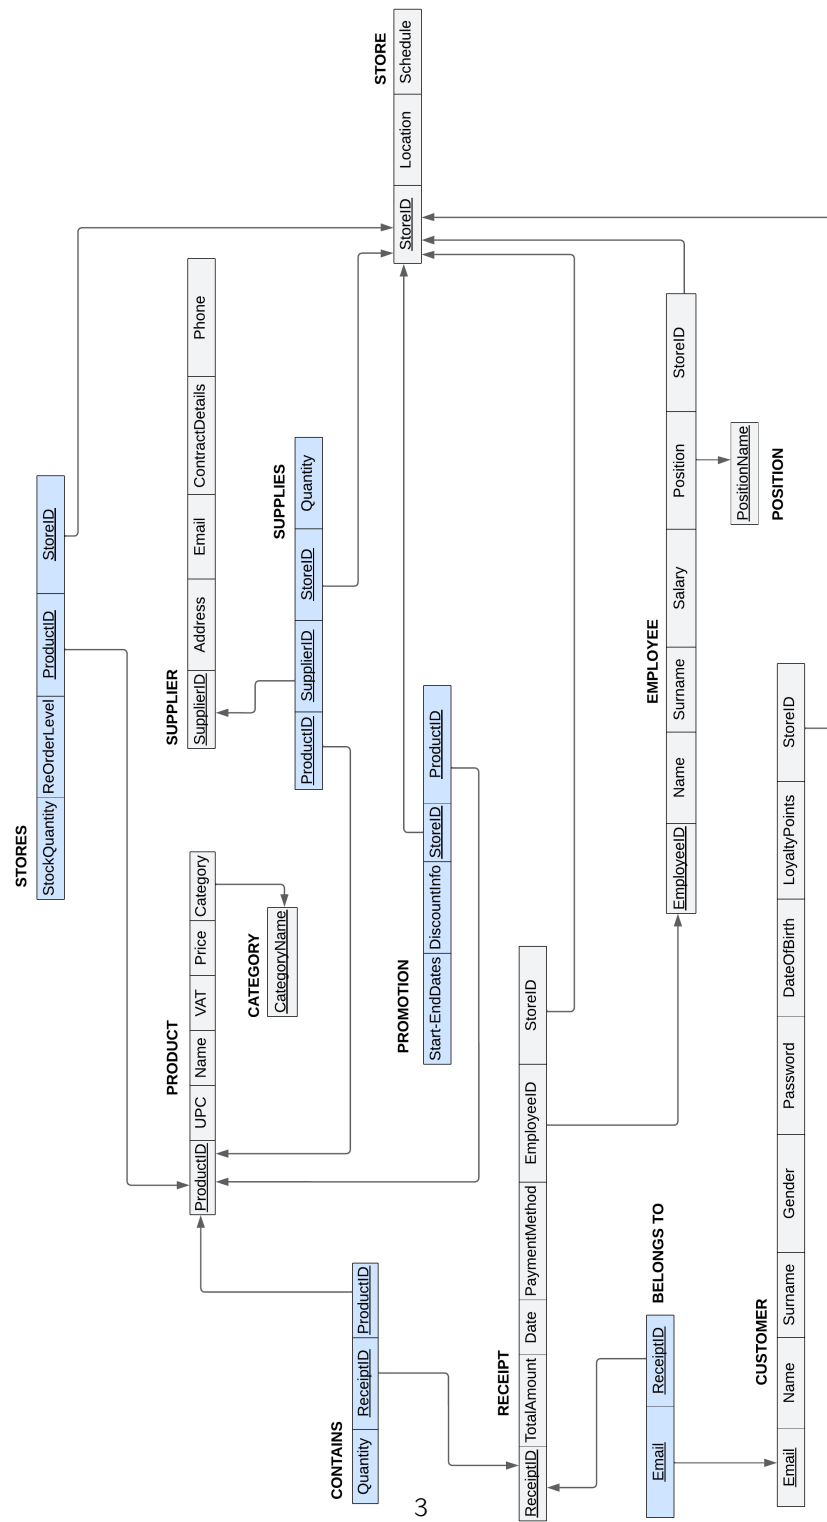 STORES
StockQuantity ReOrderLevel ProductID StoreID
PRODUCT
ProductID UPC Name VAT Price Category
SUPPLIER
SupplierID Address Email ContractDetails Phone
CATEGORY
CategoryName
SUPPLIES
ProductID SupplierID StoreID Quantity
CONTAINS
Quantity ReceiptID ProductID
STORE
StoreID Location Schedule
PROMOTION
Start-EndDates DiscountInfo StoreID ProductID
RECEIPT
ReceiptID TotalAmount Date PaymentMethod EmployeeID StoreID
BELONGS TO
Email ReceiptID
EMPLOYEE
EmployeeID Name Surname Salary Position StoreID
PositionName
POSITION
CUSTOMER
Email Name Surname Gender Password DateOfBirth LoyaltyPoints StoreID
3